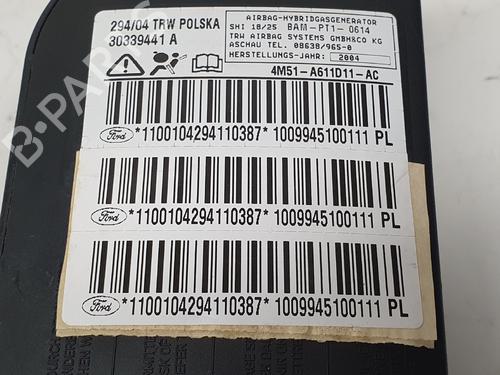 294/04 TRW POLSKA
30339441 A
AIRBAG-HYBRIDGASGENERATOR
SHI 18/25 BAM-PT1-0614
TRW AIRBAG SYSTEMS GMBH&CO KG
ASCHAU TEL. 08638/965-0
HERSTELLUNGS-JAHR: 2004
4M51-A611D11-AC
Ford *1100104294110387* 1009945100111 PL
Ford *1100104294110387* 1009945100111 PL
Ford *1100104294110387* 1009945100111 PL
B-PARTS